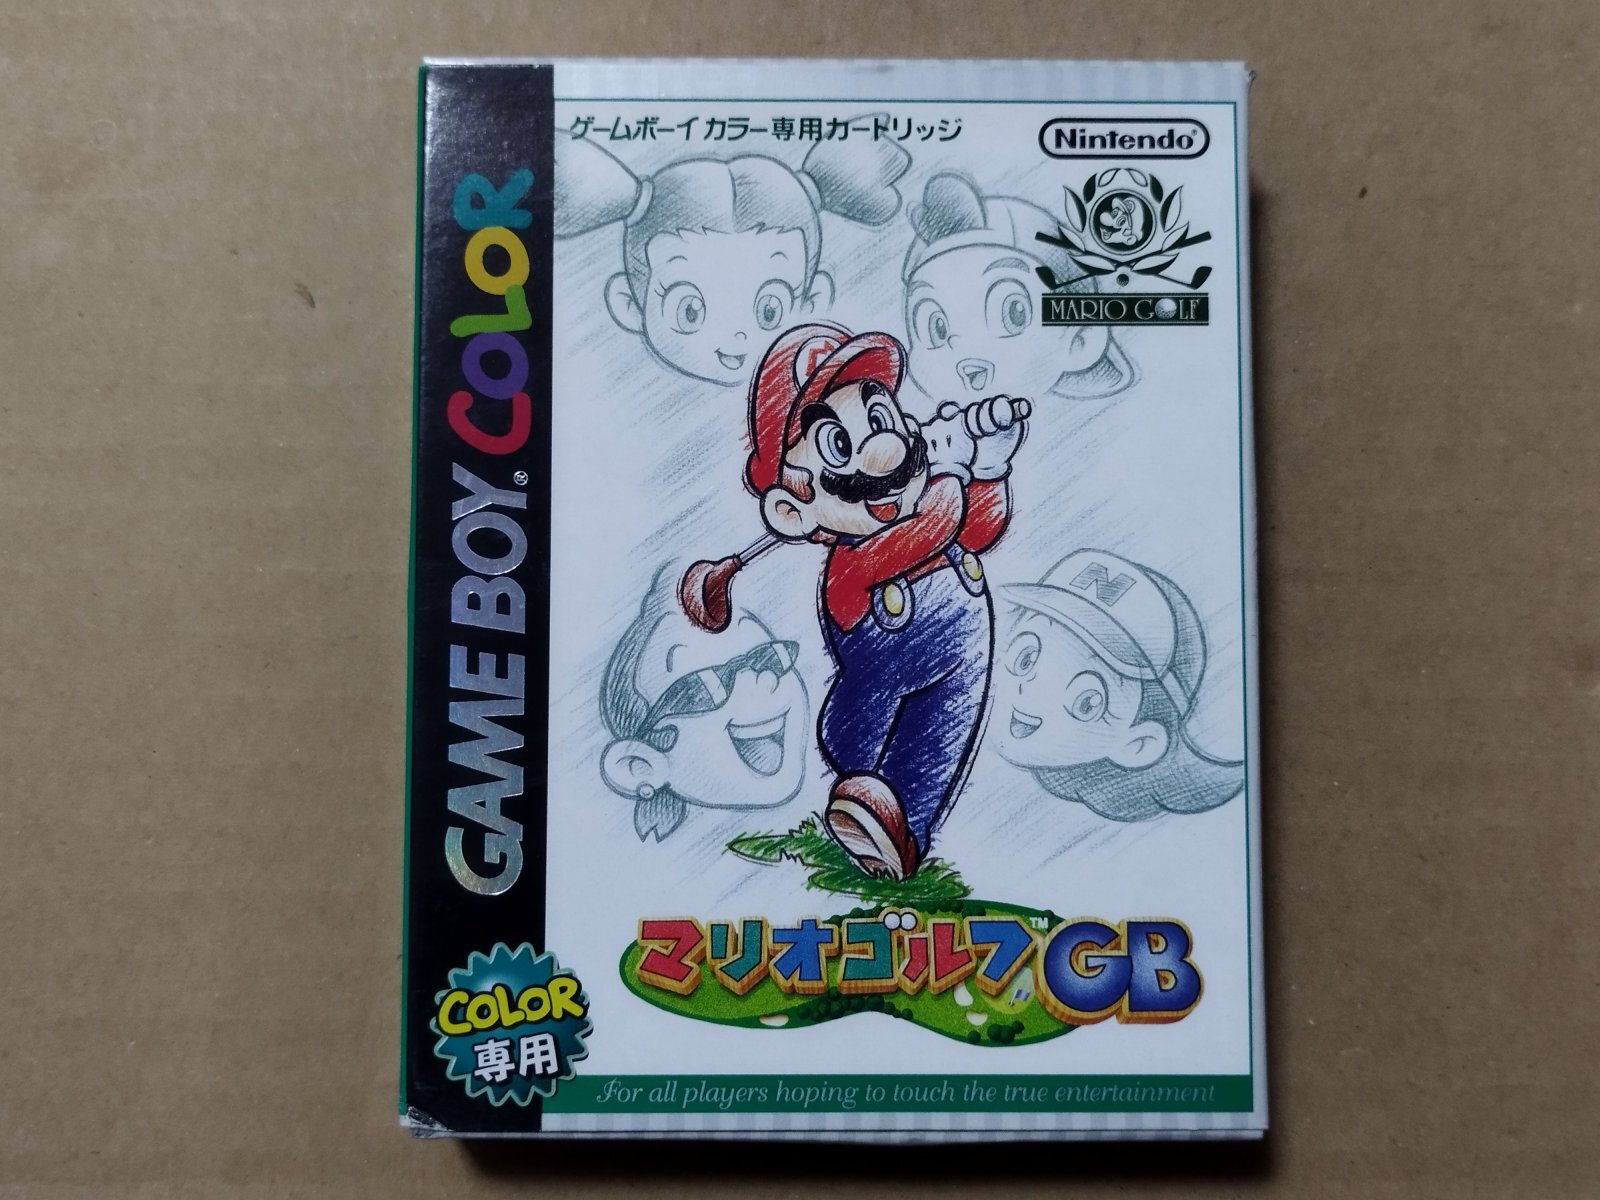 ゲームボーイカラー専用カートリッジ
Nintendo®
MARIO GOLF
GAME BOY COLOR
®
M
N
マリオゴルフGB
TM
COLOR
専用
For all players hoping to touch the true entertainment